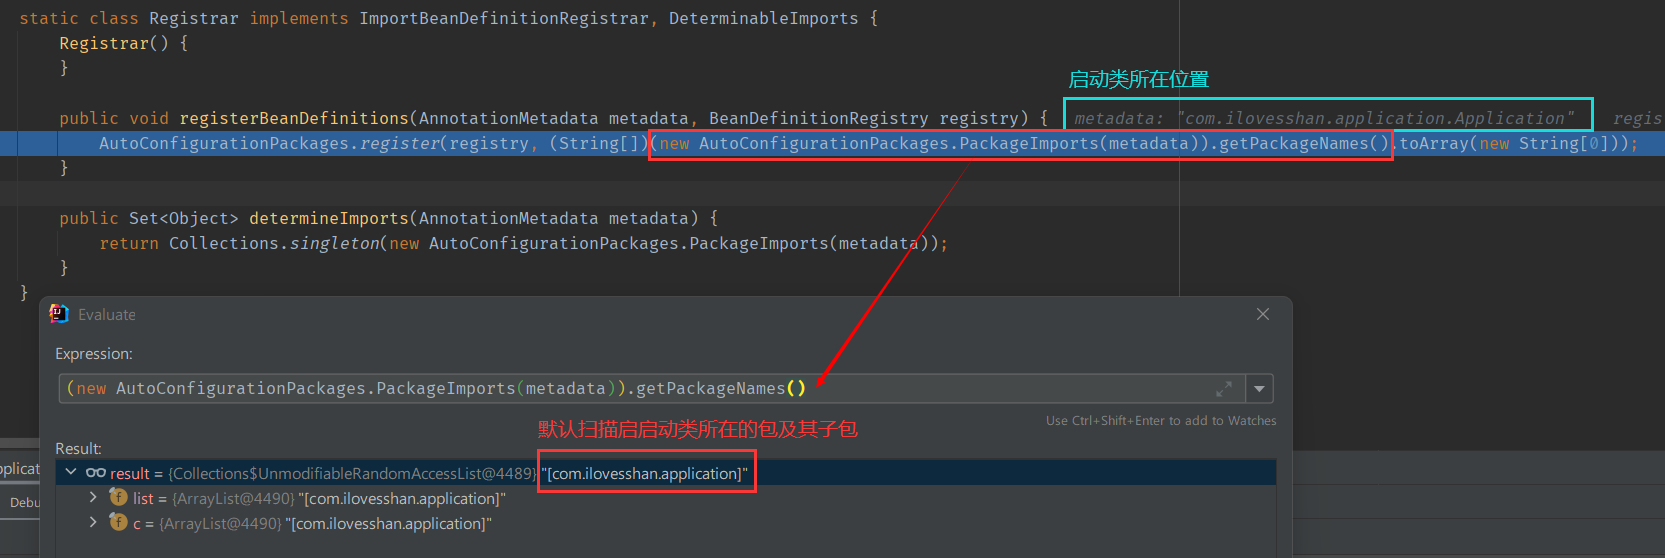 static class Registrar implements ImportBeanDefinitionRegistrar, DeterminableImports {
Registrar() {
}
启动类所在位置
public void registerBeanDefinitions(AnnotationMetadata metadata, BeanDefinitionRegistry registry) { metadata: "com.ilovesshan.application.Application" regis
AutoConfigurationPackages.register(registry, (String[])(new AutoConfigurationPackages.PackageImports(metadata)).getPackageNames().toArray(new String[0]));
}
public Set<Object> determineImports(AnnotationMetadata metadata) {
return Collections.singleton(new AutoConfigurationPackages.PackageImports(metadata));
}
}
Evaluate
Expression:
(new AutoConfigurationPackages.PackageImports(metadata)).getPackageNames()
Use Ctrl+Shift+Enter to add to Watches
默认扫描启启动类所在的包及其子包
Result:
result = {Collections$UnmodifiableRandomAccessList@4489} "[com.ilovesshan.application]"
list = {ArrayList@4490} "[com.ilovesshan.application]"
c = {ArrayList@4490} "[com.ilovesshan.application]"
pplicat
Debu